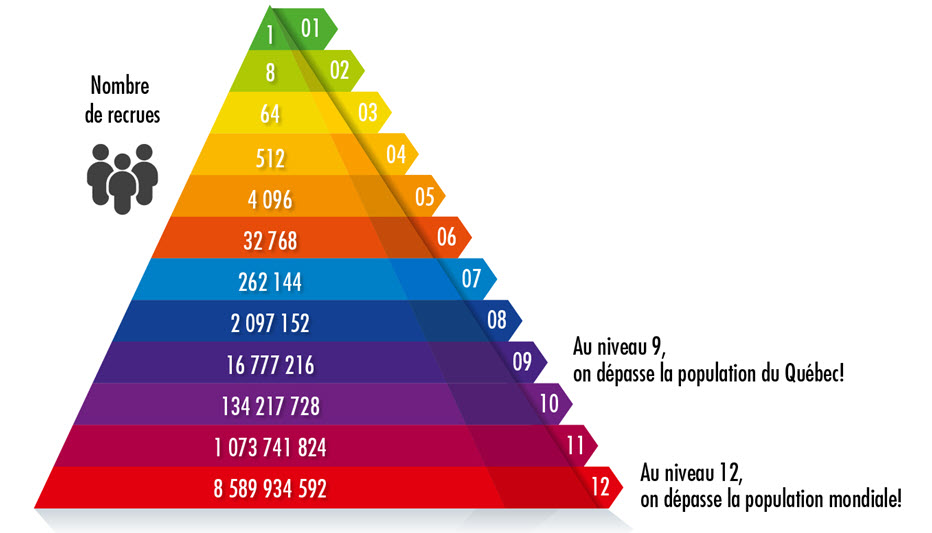 Nombre
de recrues
1 01
8 02
64 03
512 04
4 096 05
32 768 06
262 144 07
2 097 152 08
16 777 216 09
Au niveau 9,
on dépasse la population du Québec!
134 217 728 10
1 073 741 824 11
8 589 934 592 12
Au niveau 12,
on dépasse la population mondiale!